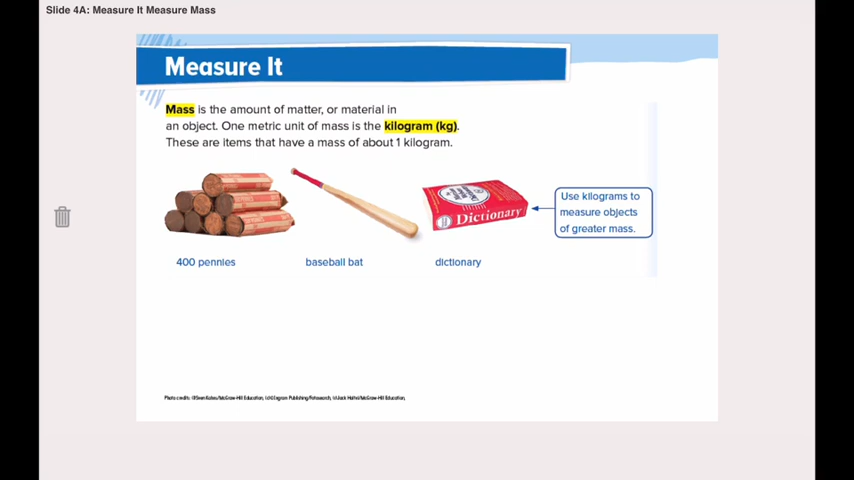 Slide 4A: Measure It Measure Mass
Measure It
Mass is the amount of matter, or material in
an object. One metric unit of mass is the kilogram (kg).
These are items that have a mass of about 1 kilogram.
Dictionary
Use kilograms to
measure objects
of greater mass.
400 pennies
baseball bat
dictionary